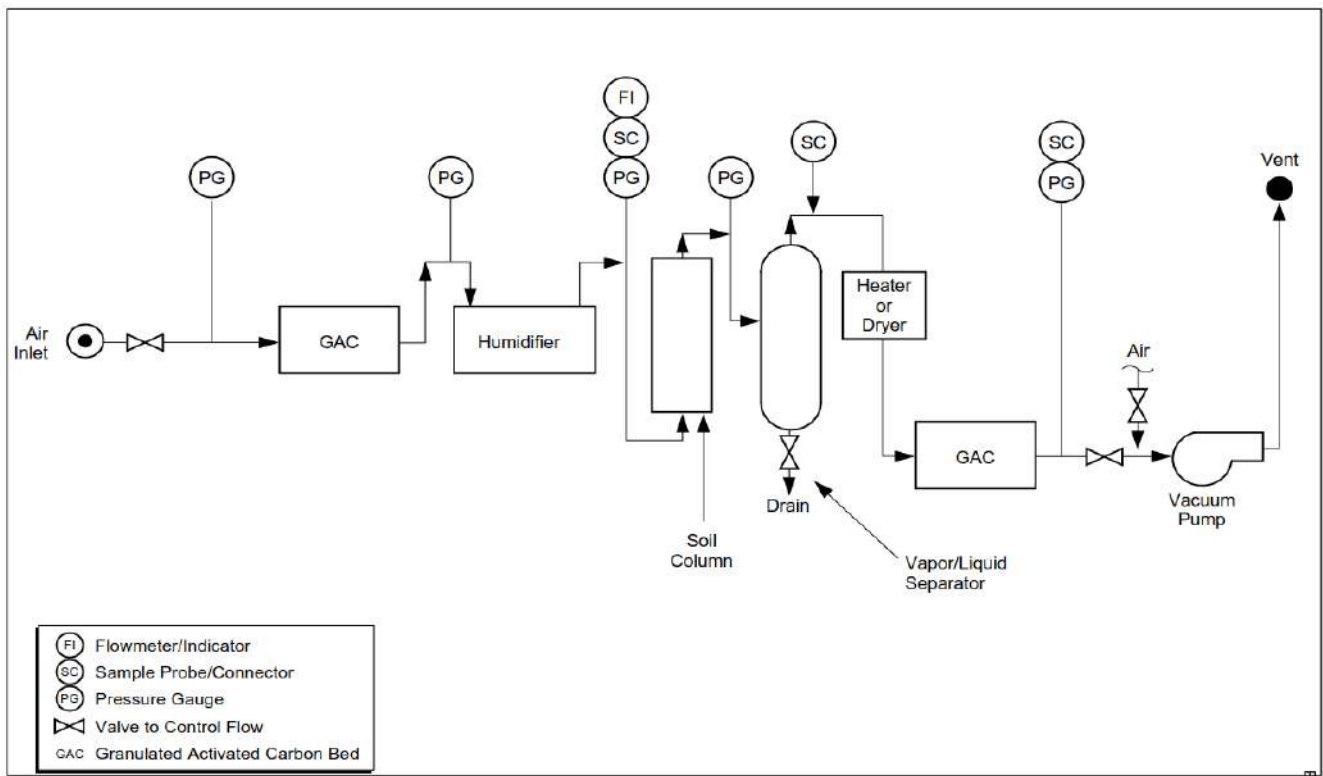 FI
SC
PG
PG
PG
PG
SC
SC
PG
Vent
Air
Inlet
GAC
Humidifier
Heater
or
Dryer
Air
GAC
Vacuum
Pump
Drain
Soil
Column
Vapor/Liquid
Separator
FI Flowmeter/Indicator
SC Sample Probe/Connector
PG Pressure Gauge
Valve to Control Flow
GAC Granulated Activated Carbon Bed